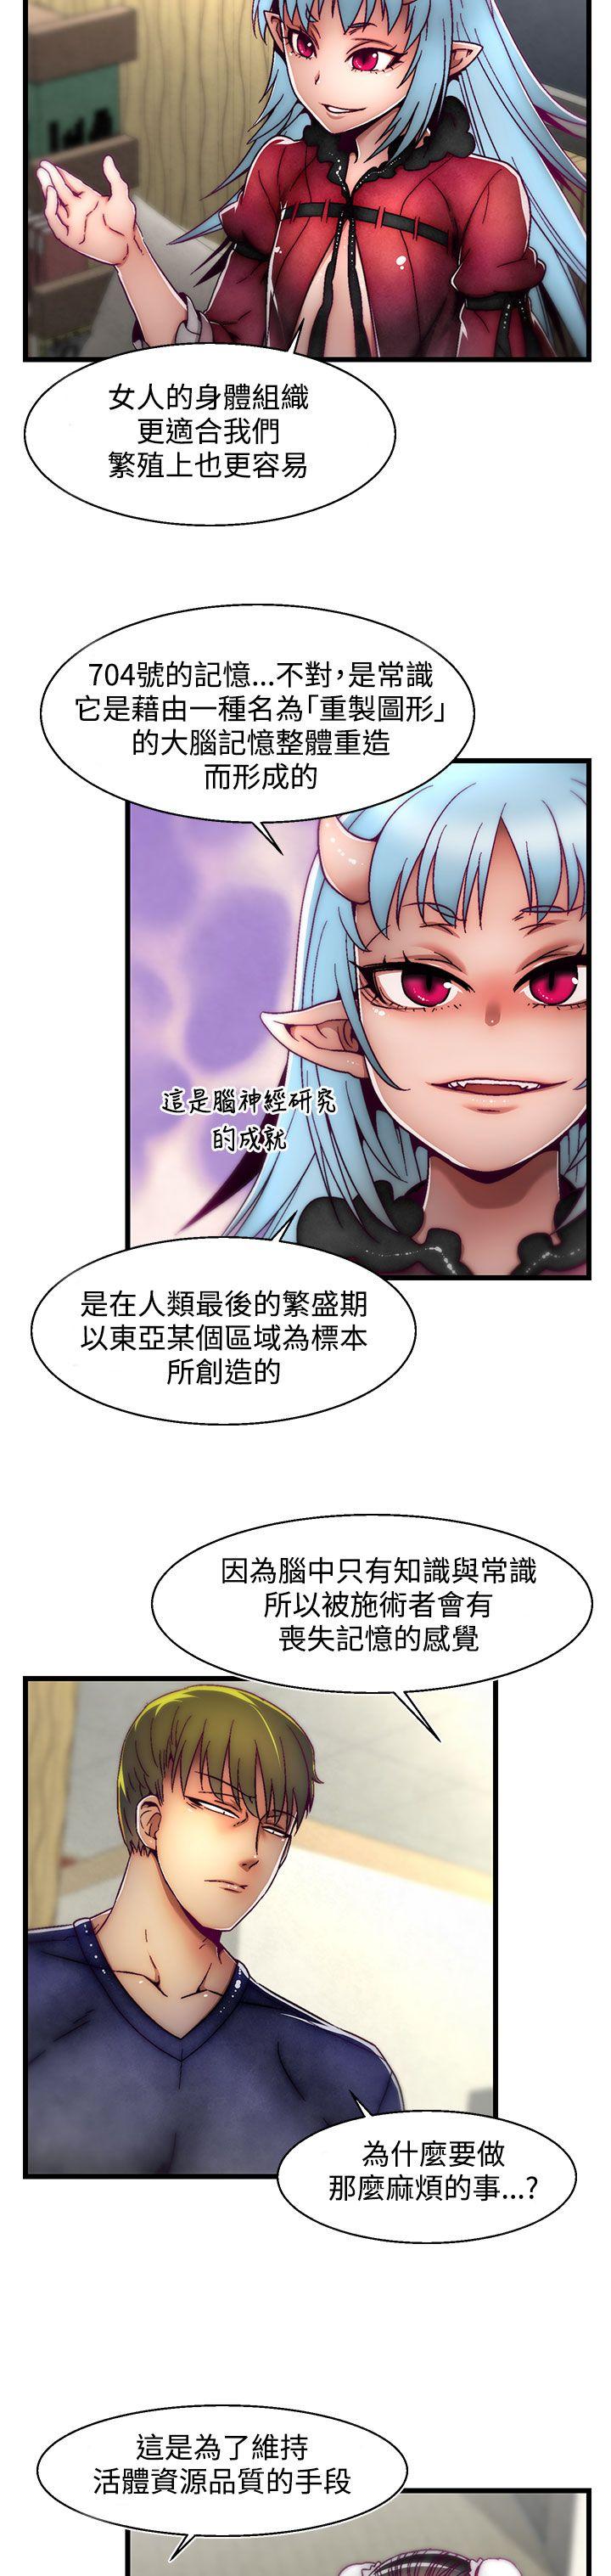 女人的身體組織
更適合我們
繁殖上也更容易
704號的記憶...不對,是常識
它是藉由一種名為「重製圖形」
的大腦記憶整體重造
而形成的
這是腦神經研究
的成就
是在人類最後的繁盛期
以東亞某個區域為標本
所創造的
因為腦中只有知識與常識
所以被施術者會有
喪失記憶的感覺
為什麼要做
那麼麻煩的事...?
這是為了維持
活體資源品質的手段